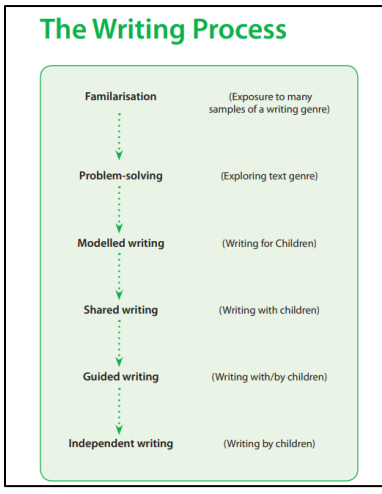 The Writing Process
Familarisation (Exposure to many
samples of a writing genre)
Problem-solving (Exploring text genre)
Modelled writing (Writing for Children)
Shared writing (Writing with children)
Guided writing (Writing with/by children)
Independent writing (Writing by children)